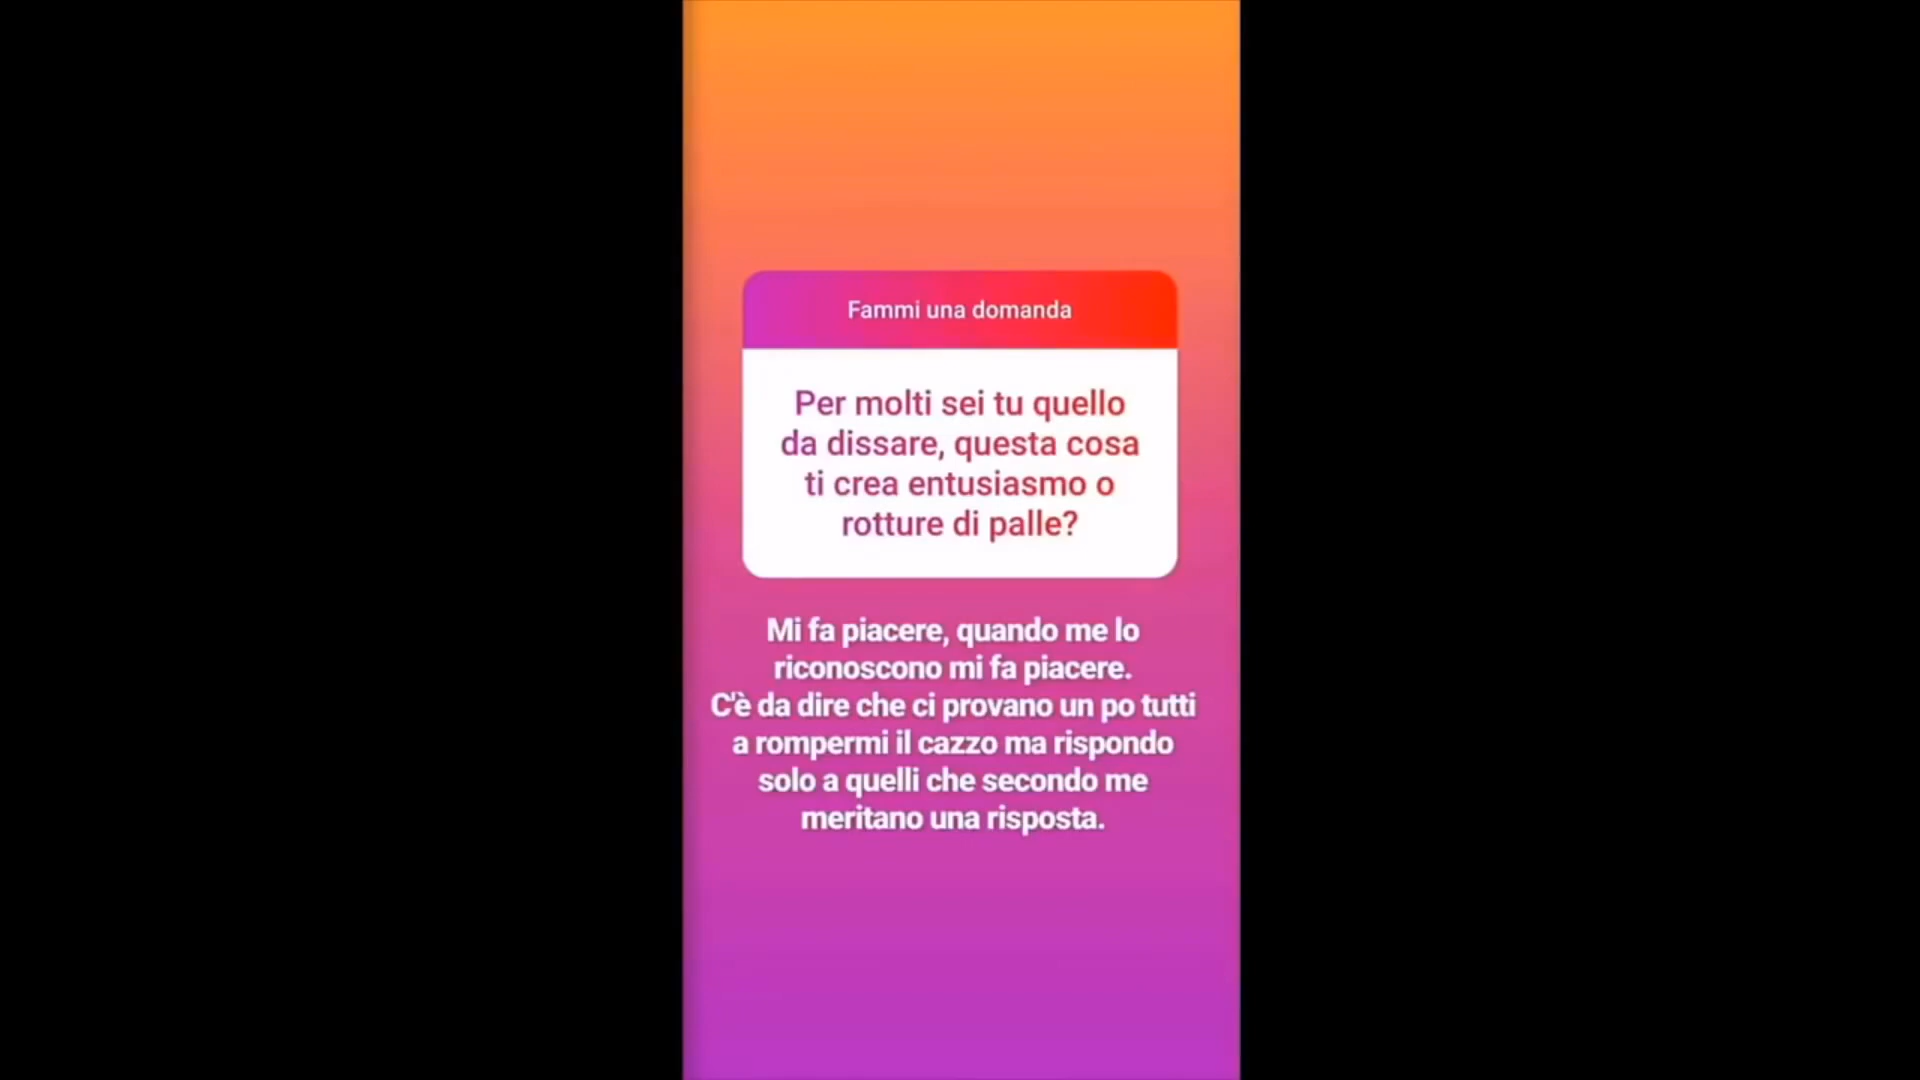 Fammi una domanda
Per molti sei tu quello
da dissare, questa cosa
ti crea entusiasmo o
rotture di palle?
Mi fa piacere, quando me lo
riconoscono mi fa piacere.
C'è da dire che ci provano un po tutti
a rompermi il cazzo ma rispondo
solo a quelli che secondo me
meritano una risposta.